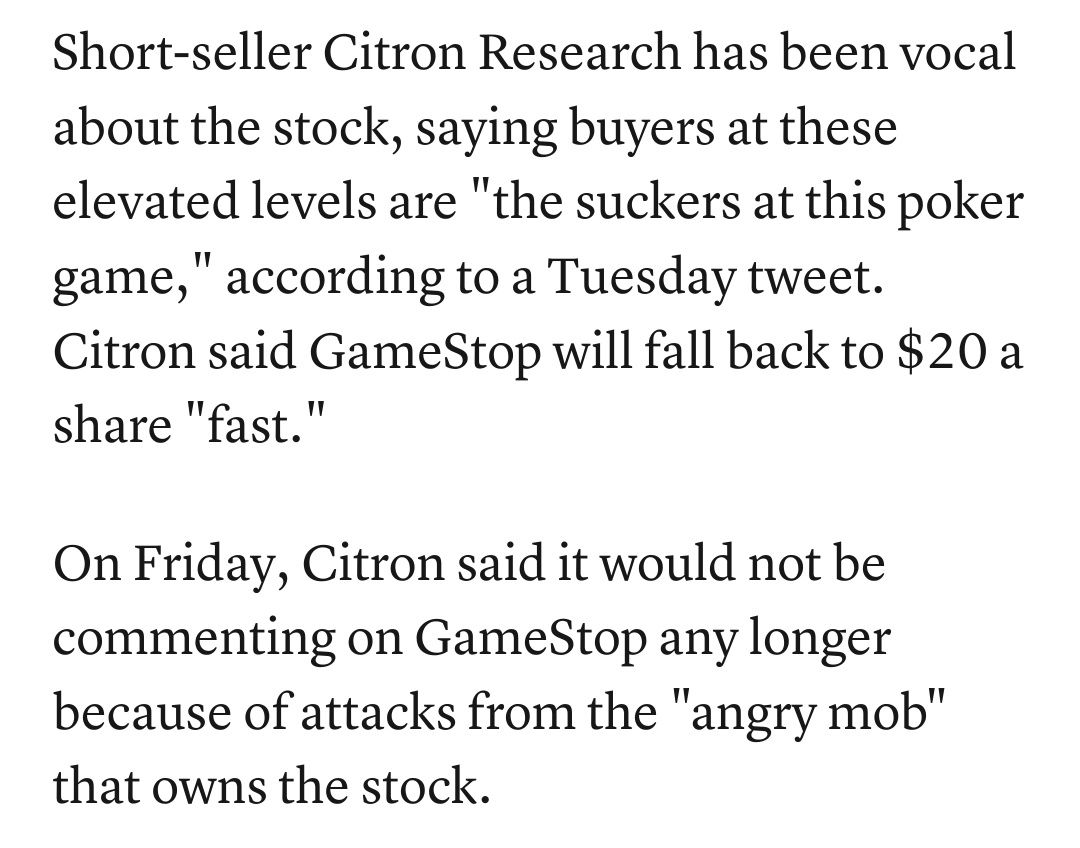 Short-seller Citron Research has been vocal
about the stock, saying buyers at these
elevated levels are "the suckers at this poker
game," according to a Tuesday tweet.
Citron said GameStop will fall back to $20 a
share "fast."
On Friday, Citron said it would not be
commenting on GameStop any longer
because of attacks from the "angry mob"
that owns the stock.